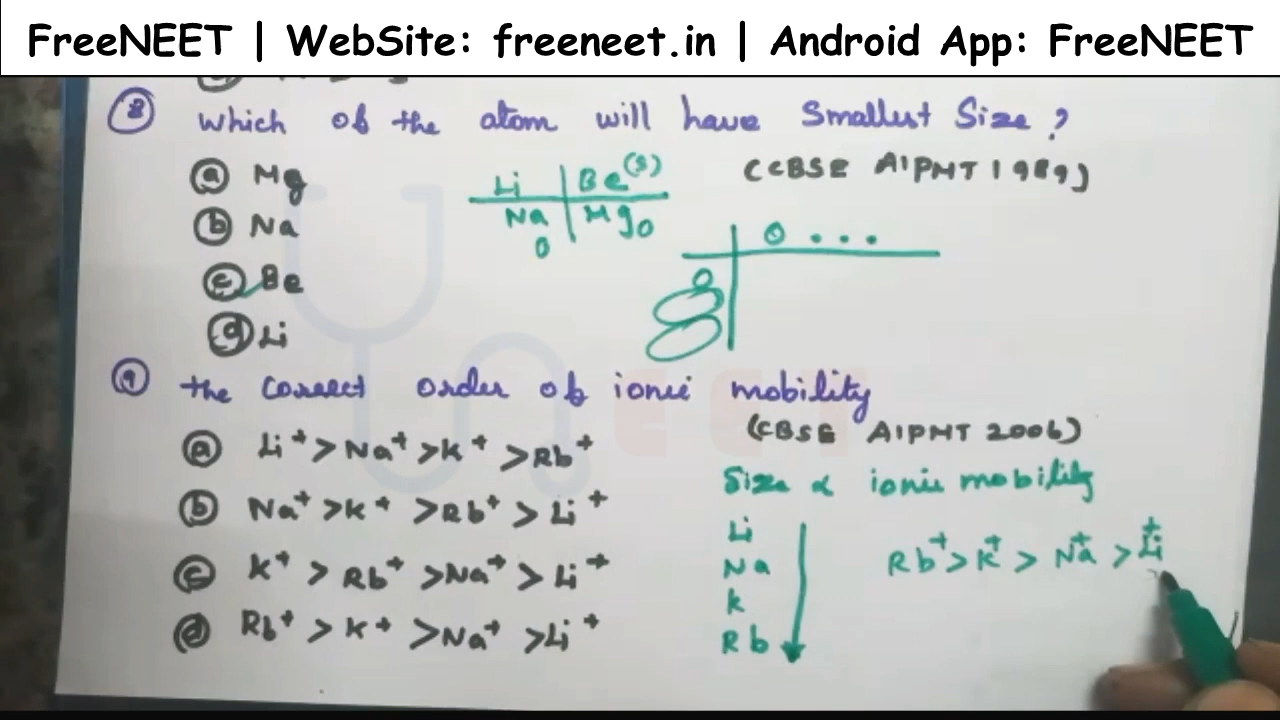 FreeNEET | WebSite: freeneet.in | Android App: FreeNEET
8 Which of the atom will have Smallest Size ?
(CBSE AIPMT 1989)
a Mg
b Na
c Be
d Li
Li Be (S)
Na Mg
9 the correct order of ionic mobility
(CBSE AIPMT 2006)
a Li+ > Na+ > K+ > Rb+
b Na+ > K+ > Rb+ > Li+
c K+ > Rb+ > Na+ > Li+
d Rb+ > K+ > Na+ > Li+
Size ∝ ionic mobility
Li
Na
K
Rb
Rb+ > K+ > Na+ > Li+